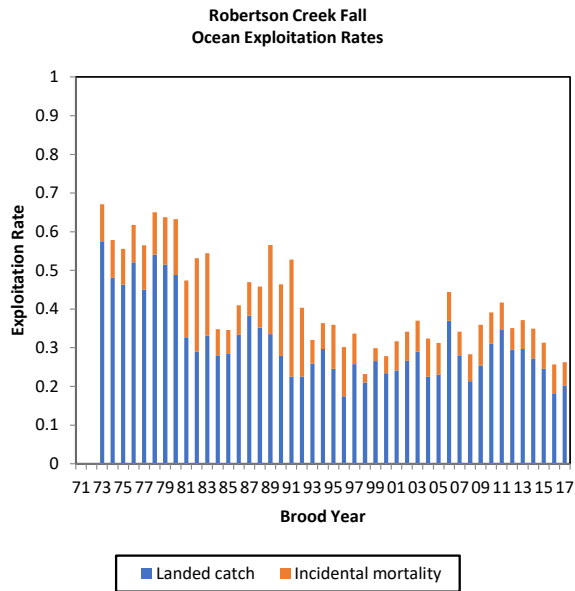 Robertson Creek Fall
Ocean Exploitation Rates
1
0.9
0.8
0.7
0.6
0.5
0.4
0.3
0.2
0.1
0
Exploitation Rate
71 73 75 77 79 81 83 85 87 89 91 93 95 97 99 01 03 05 07 09 11 13 15 17
Brood Year
Landed catch Incidental mortality